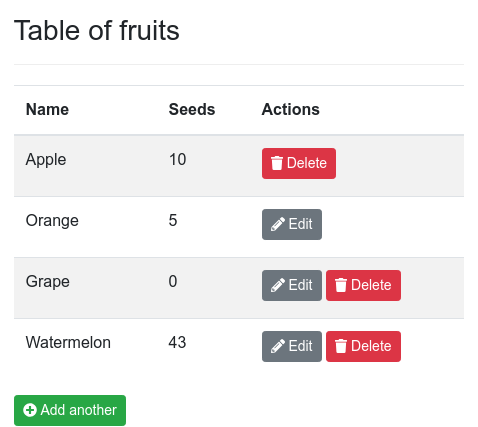 Table of fruits
Name Seeds Actions
Apple 10 Delete
Orange 5 Edit
Grape 0 Edit Delete
Watermelon 43 Edit Delete
Add another